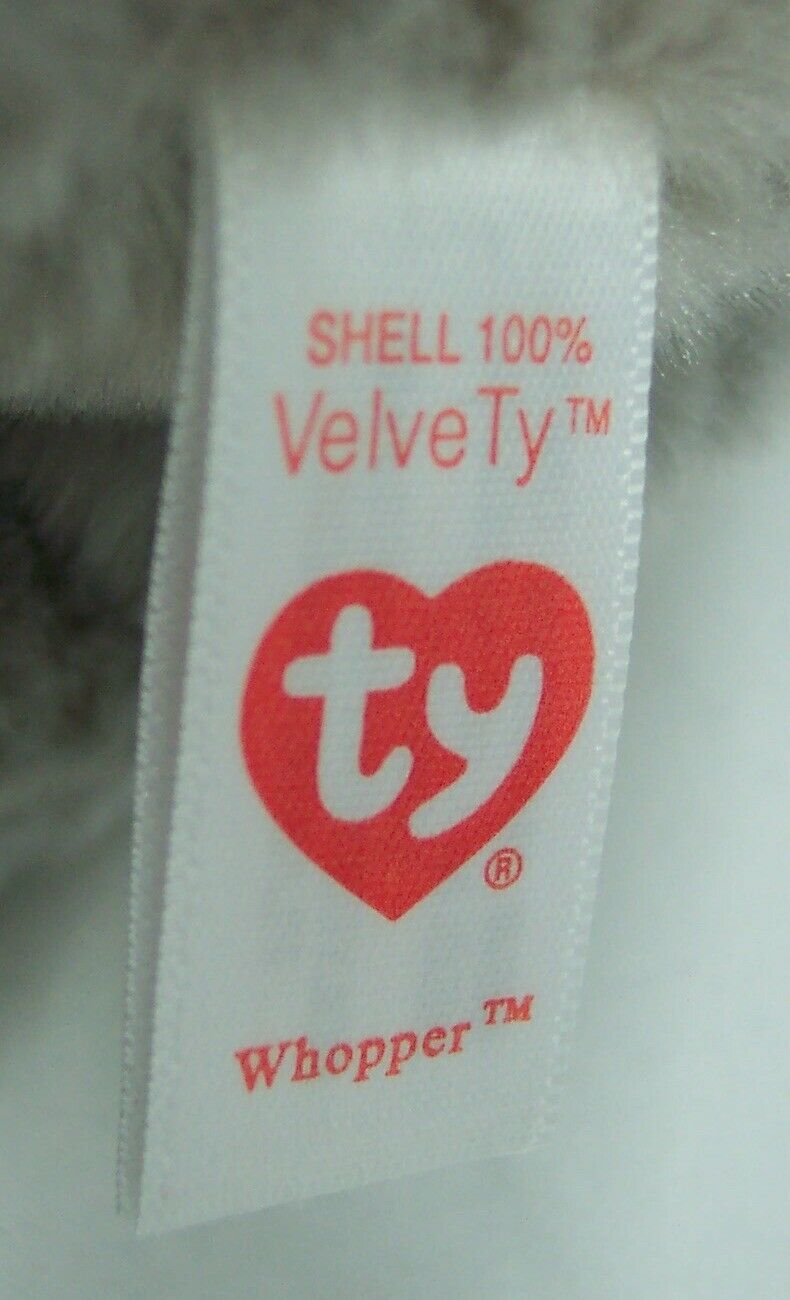 SHELL 100%
VelveTy™
ty
®
Whopper™